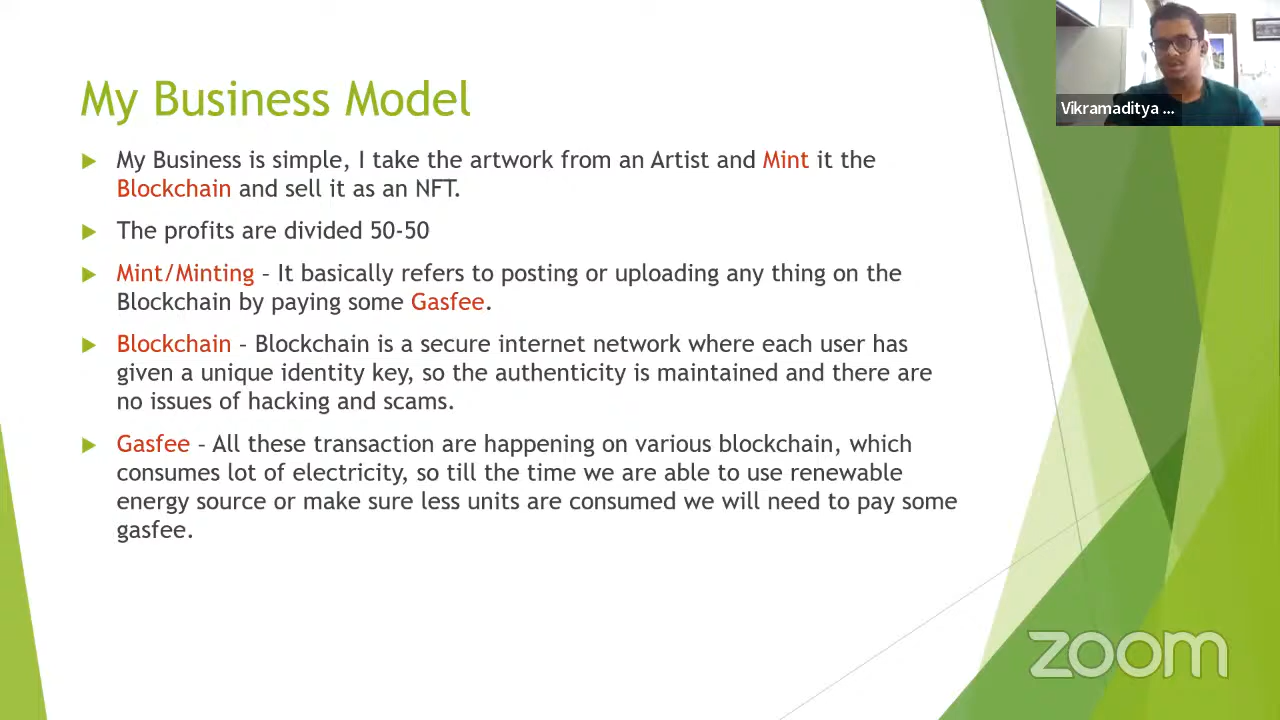 My Business Model
My Business is simple, I take the artwork from an Artist and Mint it the
Blockchain and sell it as an NFT.
The profits are divided 50-50
Mint/Minting – It basically refers to posting or uploading any thing on the
Blockchain by paying some Gasfee.
Blockchain – Blockchain is a secure internet network where each user has
given a unique identity key, so the authenticity is maintained and there are
no issues of hacking and scams.
Gasfee – All these transaction are happening on various blockchain, which
consumes lot of electricity, so till the time we are able to use renewable
energy source or make sure less units are consumed we will need to pay some
gasfee.
Vikramaditya ...
zoom